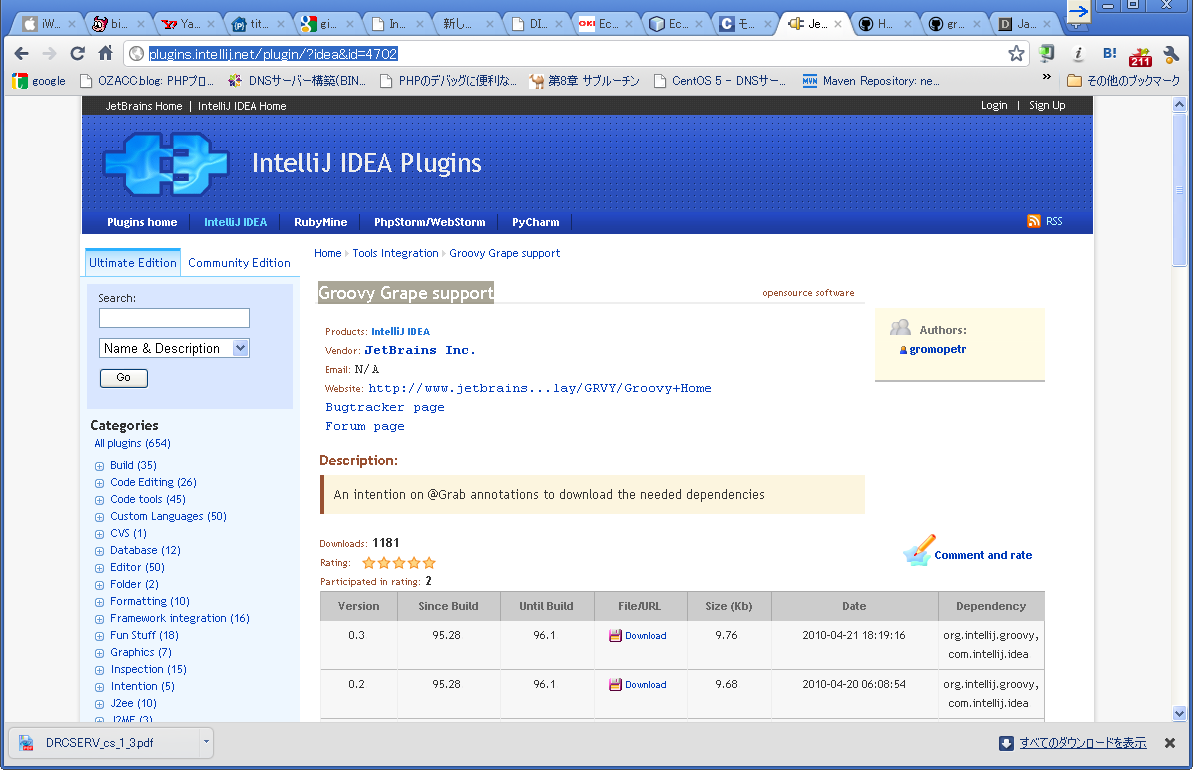 iW...
bi...
Ya...
tit...
gi...
In...
新し...
DI...
OKI Ec...
Ec...
C モ...
Je...
H...
gr...
D Ja...
plugins.intellij.net/plugin/?idea&id=4702
i
B!
211
google
OZACC blog: PHPプロ...
DNSサーバー構築(BIN...
PHPのデバッグに便利な...
第8章 サブルーチン
CentOS 5 - DNSサー...
MVN Maven Repository: ne...
»
その他のブックマーク
JetBrains Home | IntelliJ IDEA Home
Login | Sign Up
IntelliJ IDEA Plugins
Plugins home
IntelliJ IDEA
RubyMine
PhpStorm/WebStorm
PyCharm
RSS
Ultimate Edition
Community Edition
Home
Tools Integration
Groovy Grape support
Search:
Name & Description
Go
Categories
All plugins (654)
Build (35)
Code Editing (26)
Code tools (45)
Custom Languages (50)
CVS (1)
Database (12)
Editor (50)
Folder (2)
Formatting (10)
Framework integration (16)
Fun Stuff (18)
Graphics (7)
Inspection (15)
Intention (5)
J2ee (10)
J2ME (3)
Groovy Grape support
opensource software
Products: IntelliJ IDEA
Vendor: JetBrains Inc.
Email: N/A
Website: http://www.jetbrains...lay/GRVY/Groovy+Home
Bugtracker page
Forum page
Authors:
gromopetr
Description:
An intention on @Grab annotations to download the needed dependencies
Downloads: 1181
Rating:
Participated in rating: 2
Comment and rate
Version Since Build Until Build File/URL Size (Kb) Date Dependency
0.3 95.28 96.1 Download 9.76 2010-04-21 18:19:16 org.intellij.groovy,
com.intellij.idea
0.2 95.28 96.1 Download 9.68 2010-04-20 06:08:54 org.intellij.groovy,
com.intellij.idea
DRCSERV_cs_1_3.pdf
すべてのダウンロードを表示